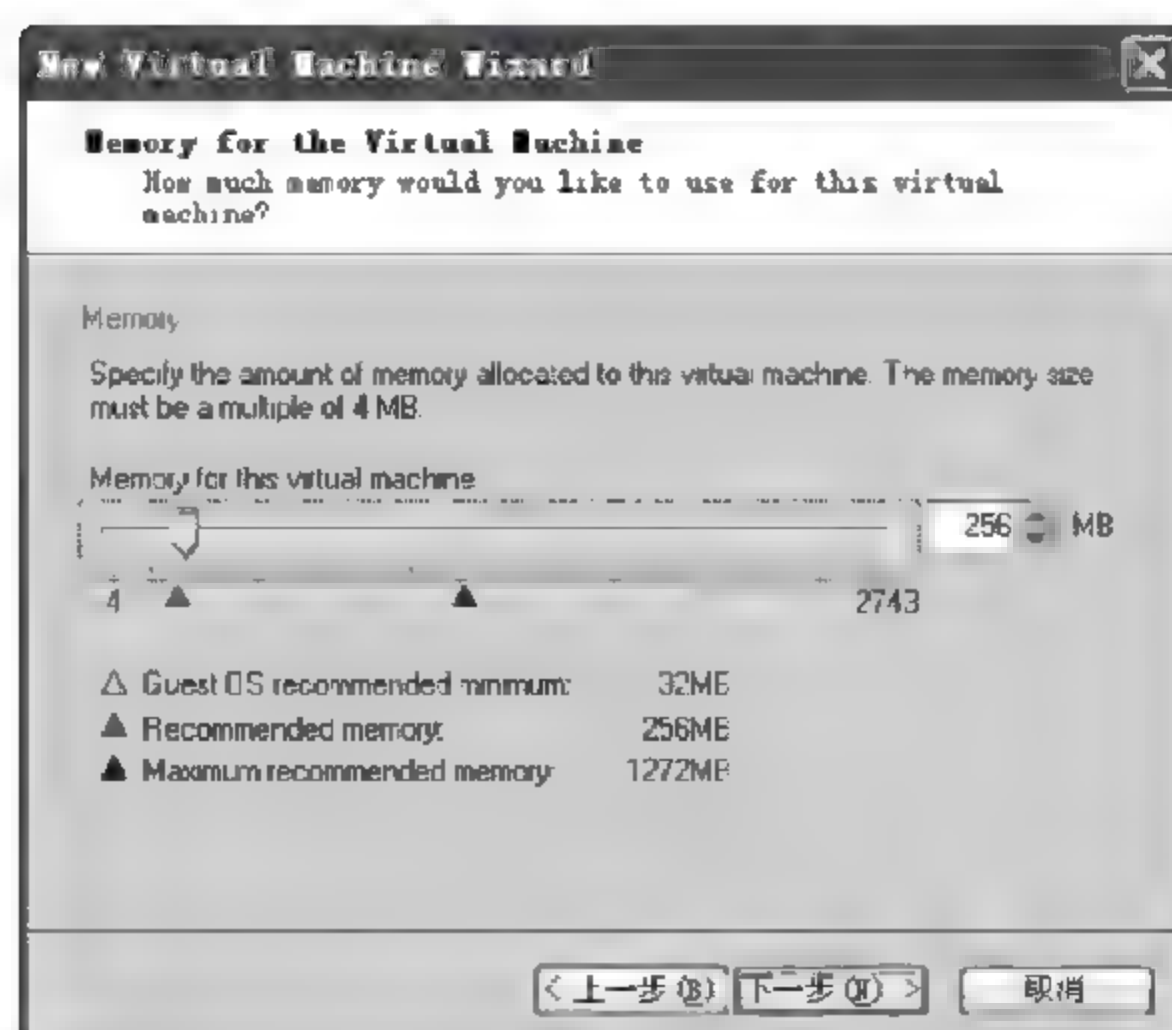 New Virtual Machine Wizard
Memory for the Virtual Machine
How much memory would you like to use for this virtual
machine?
Memory
Specify the amount of memory allocated to this virtual machine. The memory size
must be a multiple of 4 MB.
Memory for this virtual machine
256 MB
4 2743
Guest OS recommended minimum: 32MB
Recommended memory: 256MB
Maximum recommended memory: 1272MB
< 上一步(B) 下一步(N) > 取消